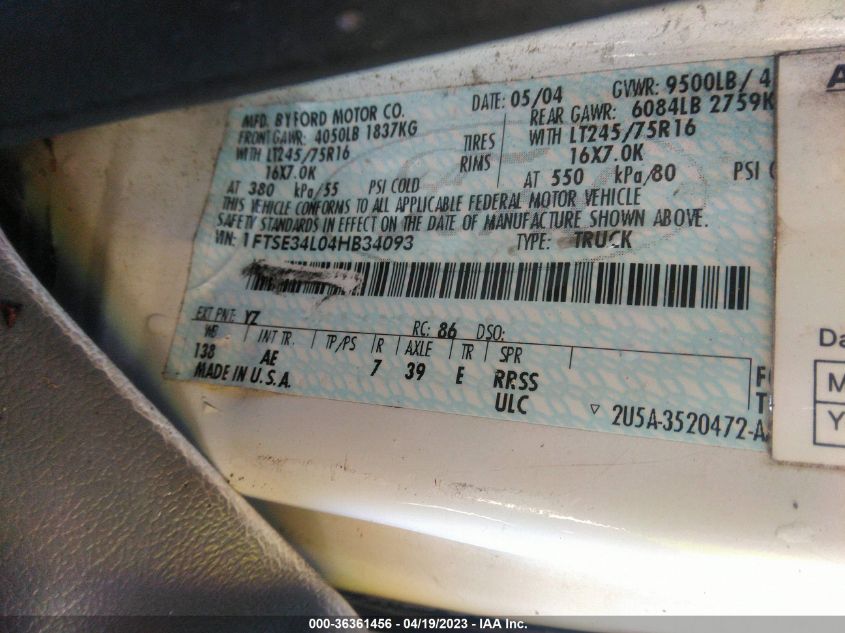 MFD. BY FORD MOTOR CO.
DATE: 05/04
GVWR: 9500LB / 4
FRONT GAWR: 4050LB 1837KG
REAR GAWR: 6084LB 2759K
WITH LT245/75R16
TIRES
WITH LT245/75R16
16X7.0K
RINS
16X7.0K
AT 380 kPa/55 PSI COLD
AT 550 kPa/80 PSI C
THIS VEHICLE CONFORMS TO ALL APPLICABLE FEDERAL MOTOR VEHICLE
SAFETY STANDARDS IN EFFECT ON THE DATE OF MANUFACTURE SHOWN ABOVE.
VIN: 1FTSE34L04HB34093
TYPE: TRUCK
EXT PNT: YZ
RC: 86 DSO:
WB INT TR. TP/PS R AXLE TR SPR
138 AE 7 39 E RRSS
MADE IN U.S.A.
ULC
2U5A-3520472-A
F
T
A
Da
M
Y
000-36361456 - 04/19/2023 - IAA Inc.